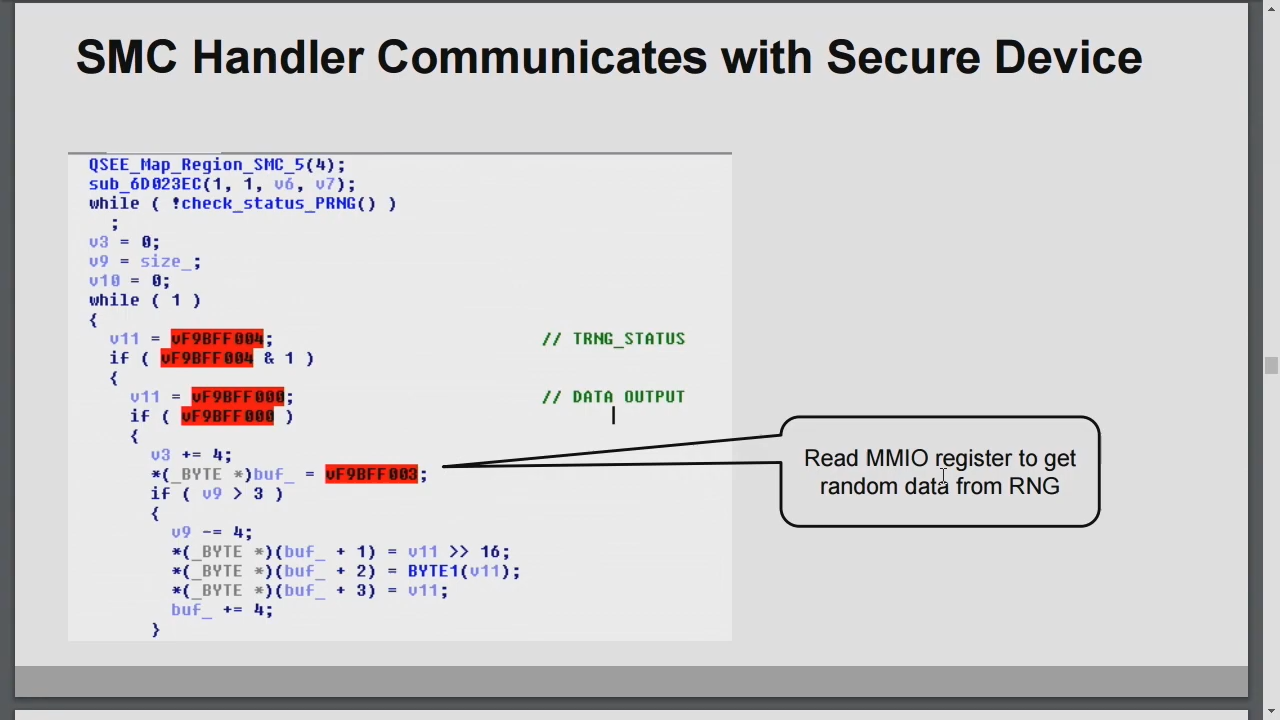 SMC Handler Communicates with Secure Device
QSEE_Map_Region_SMC_5(4);
sub_6D023EC(1, 1, v6, v7);
while ( !check_status_PRNG() )
;
v3 = 0;
v9 = size_;
v10 = 0;
while ( 1 )
{
v11 = vF9BFF004; // TRNG_STATUS
if ( vF9BFF004 & 1 )
{
v11 = vF9BFF000; // DATA OUTPUT
if ( vF9BFF000 )
{
v3 += 4;
*(_BYTE *)buf_ = vF9BFF003;
if ( v9 > 3 )
{
v9 -= 4;
*(_BYTE *)(buf_ + 1) = v11 >> 16;
*(_BYTE *)(buf_ + 2) = BYTE1(v11);
*(_BYTE *)(buf_ + 3) = v11;
buf_ += 4;
}
Read MMIO register to get
random data from RNG